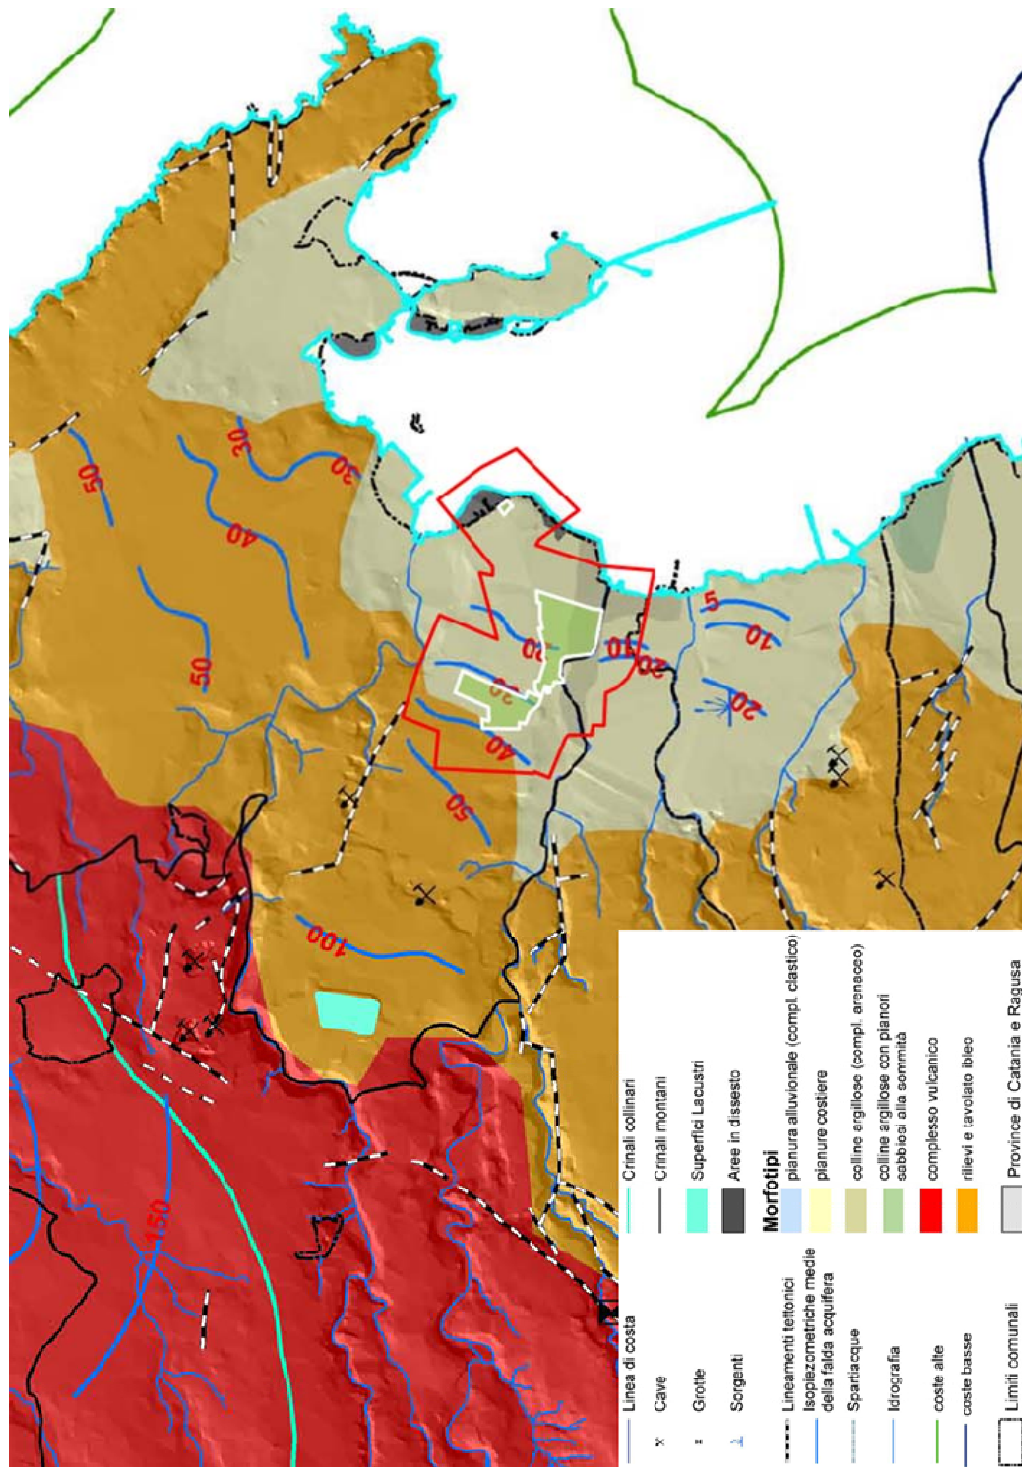 50
30
30
40
50
20
30
40
50
10
20
5
10
20
100
150
Linea di costa
Cave
Grotte
Sorgenti
Lineamenti tettonici
Isopiezometriche medie
della falda acquifera
Spartiacque
Idrografia
coste alte
coste basse
Limiti comunali
Crinali collinari
Crinali montani
Superfici Lacustri
Aree in dissesto
Morfotipi
pianura alluvionale (compl. clastico)
pianure costiere
colline argillose (compl. arenaceo)
colline argillose con pianori
sabbiosi alla sommità
complesso vulcanico
rilievi e tavolato ibleo
Province di Catania e Ragusa